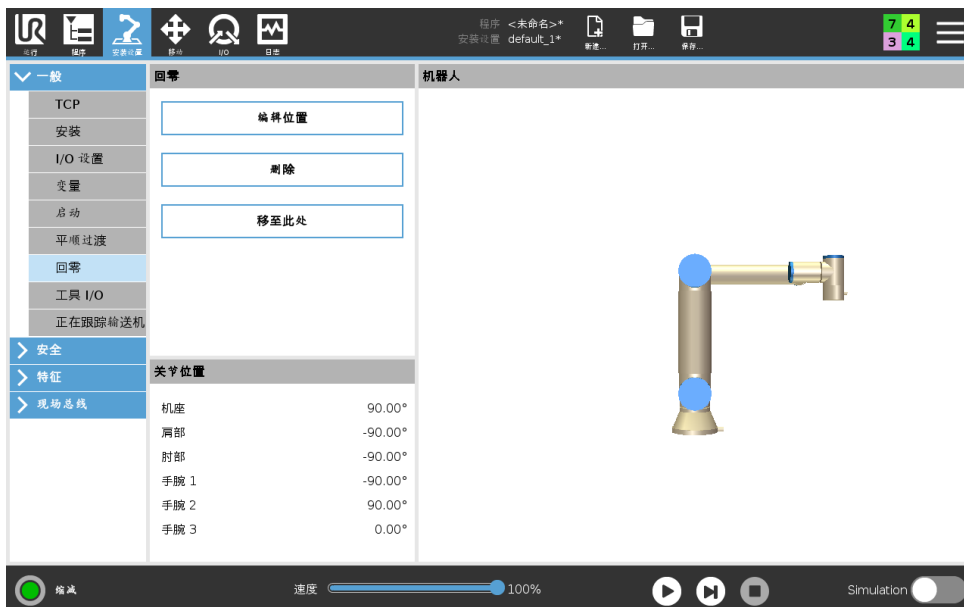 UR
程序 <未命名>*
安装设置 default_1*
运行
程序
安装设置
移动
I/O
日志
新建...
打开...
保存...
7 4
3 4
一般
TCP
安装
I/O 设置
变量
启动
平顺过渡
回零
工具 I/O
正在跟踪输送机
安全
特征
现场总线
回零
编辑位置
删除
移至此处
关节位置
机座 90.00°
肩部 -90.00°
肘部 -90.00°
手腕 1 -90.00°
手腕 2 90.00°
手腕 3 0.00°
机器人
缩减
速度 100%
Simulation